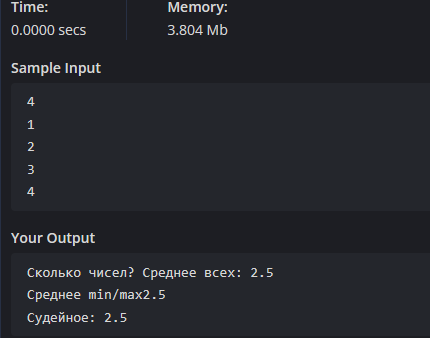 Time:
Memory:
0.0000 secs
3.804 Mb
Sample Input
4
1
2
3
4
Your Output
Сколько чисел? Среднее всех: 2.5
Среднее min/max2.5
Судейное: 2.5